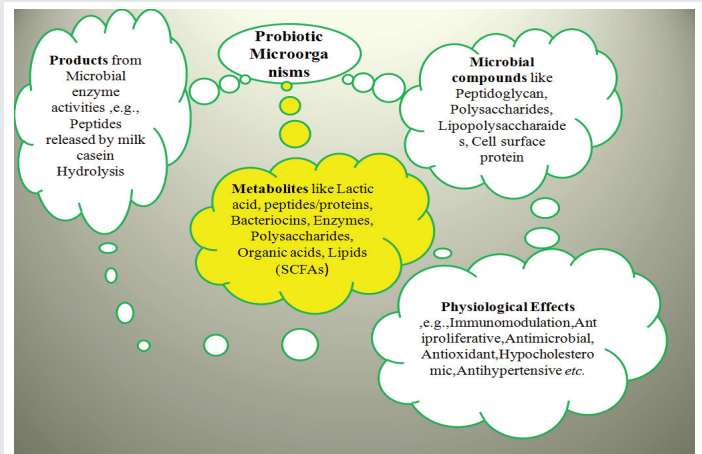 Probiotic
Microorga
nisms
Products from
Microbial
enzyme
activities ,e.g.,
Peptides
released by milk
casein
Hydrolysis
Microbial
compounds like
Peptidoglycan,
Polysaccharides,
Lipopolysaccharaide
s, Cell surface
protein
Metabolites like Lactic
acid, peptides/proteins,
Bacteriocins, Enzymes,
Polysaccharides,
Organic acids, Lipids
(SCFAs)
Physiological Effects
,e.g.,Immunomodulation,Ant
iproliferative,Antimicrobial,
Antioxidant,Hypocholestero
mic,Antihypertensive etc.